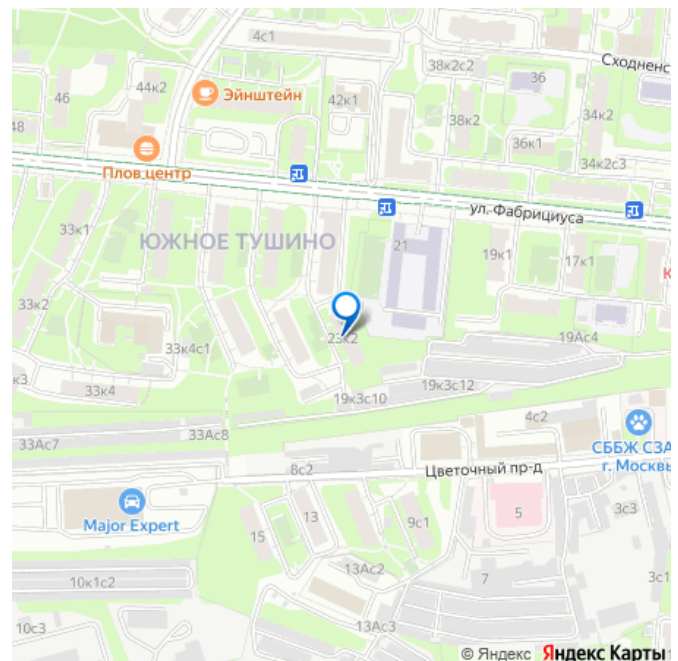 4с1
38к2с2
Сходненс
36
44к2
46
Эйнштейн
42к1
34к2
48
38к2
36к1
34к2с3
Плов центр
ул. Фабрициуса
33к1
ЮЖНОЕ ТУШИНО
21
19к1
17к1
К
33к2
23к2
19Ас4
33к4с1
к3
33к4
19к3с12
19к3с10
4с2
33Ас7
33Ас8
СББЖ СЗА
г. Москвы
8с2
Цветочный пр-д
Major Expert
15
13
9с1
5
3с3
13Ас2
10к1с2
7
3с1
10с3
13Ас3
© Яндекс Яндекс Карты